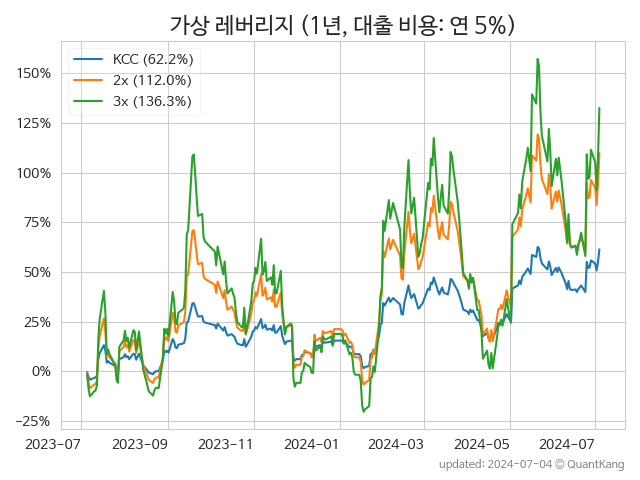 가상 레버리지 (1년, 대출 비용: 연 5%)
KCC (62.2%)
2x (112.0%)
3x (136.3%)
150%
125%
100%
75%
50%
25%
0%
−25%
2023-07 2023-09 2023-11 2024-01 2024-03 2024-05 2024-07
updated: 2024-07-04 © QuantKang